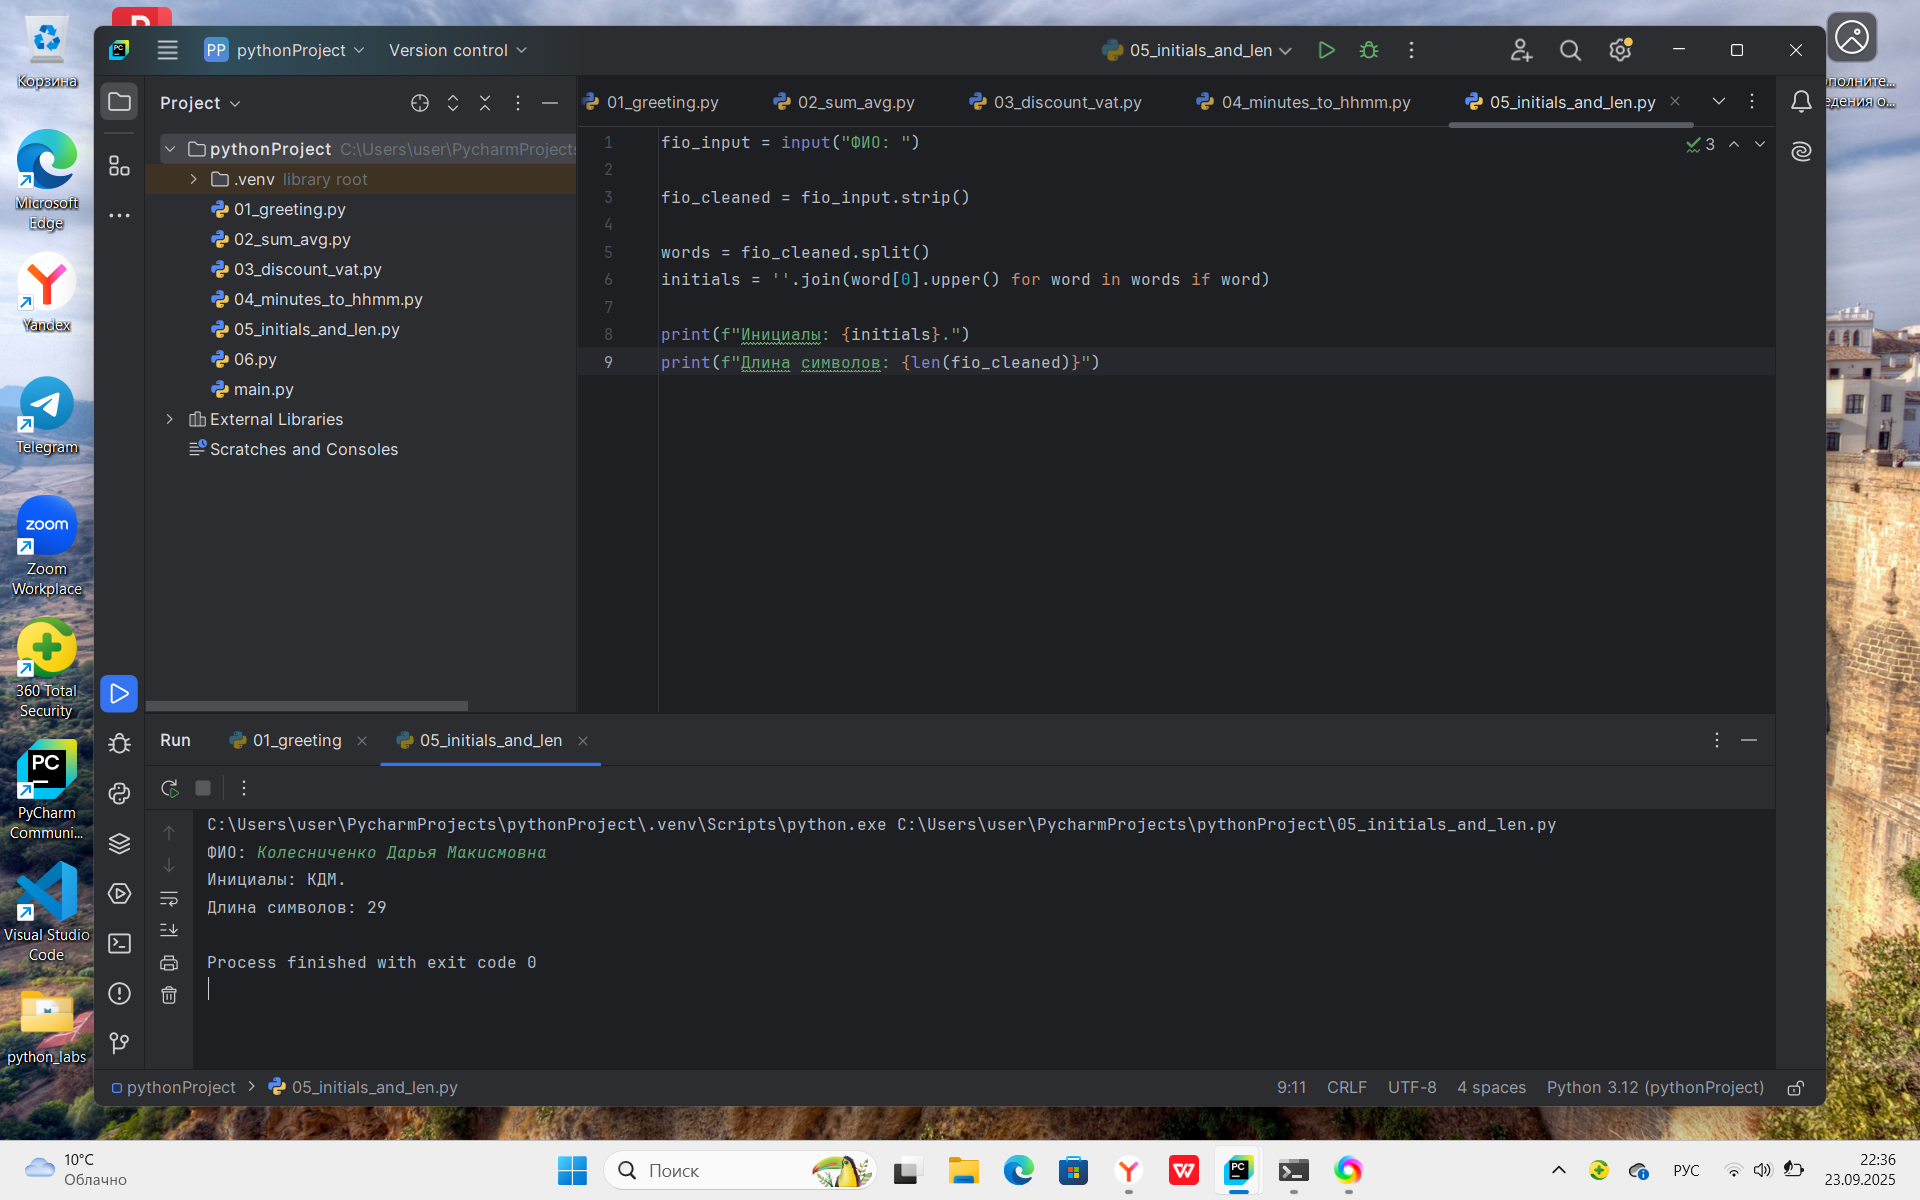 Корзина
Microsoft
Edge
Yandex
Telegram
zoom
Zoom
Workplace
360 Total
Security
PC
PyCharm
Communi...
Visual Studio
Code
python_labs
PC
PP pythonProject
Version control
05_initials_and_len
Project
pythonProject C:\Users\user\PycharmProjects
.venv library root
01_greeting.py
02_sum_avg.py
03_discount_vat.py
04_minutes_to_hhmm.py
05_initials_and_len.py
06.py
main.py
External Libraries
Scratches and Consoles
01_greeting.py
02_sum_avg.py
03_discount_vat.py
04_minutes_to_hhmm.py
05_initials_and_len.py
3
1 fio_input = input("ФИО: ")
2
3 fio_cleaned = fio_input.strip()
4
5 words = fio_cleaned.split()
6 initials = ''.join(word[0].upper() for word in words if word)
7
8 print(f"Инициалы: {initials}.")
9 print(f"Длина символов: {len(fio_cleaned)}")
Run
01_greeting
05_initials_and_len
C:\Users\user\PycharmProjects\pythonProject\.venv\Scripts\python.exe C:\Users\user\PycharmProjects\pythonProject\05_initials_and_len.py
ФИО: Колесниченко Дарья Макисмовна
Инициалы: КДМ.
Длина символов: 29
Process finished with exit code 0
pythonProject > 05_initials_and_len.py
9:11 CRLF UTF-8 4 spaces Python 3.12 (pythonProject)
10°C
Облачно
Поиск
PC
РУС
22:36
23.09.2025